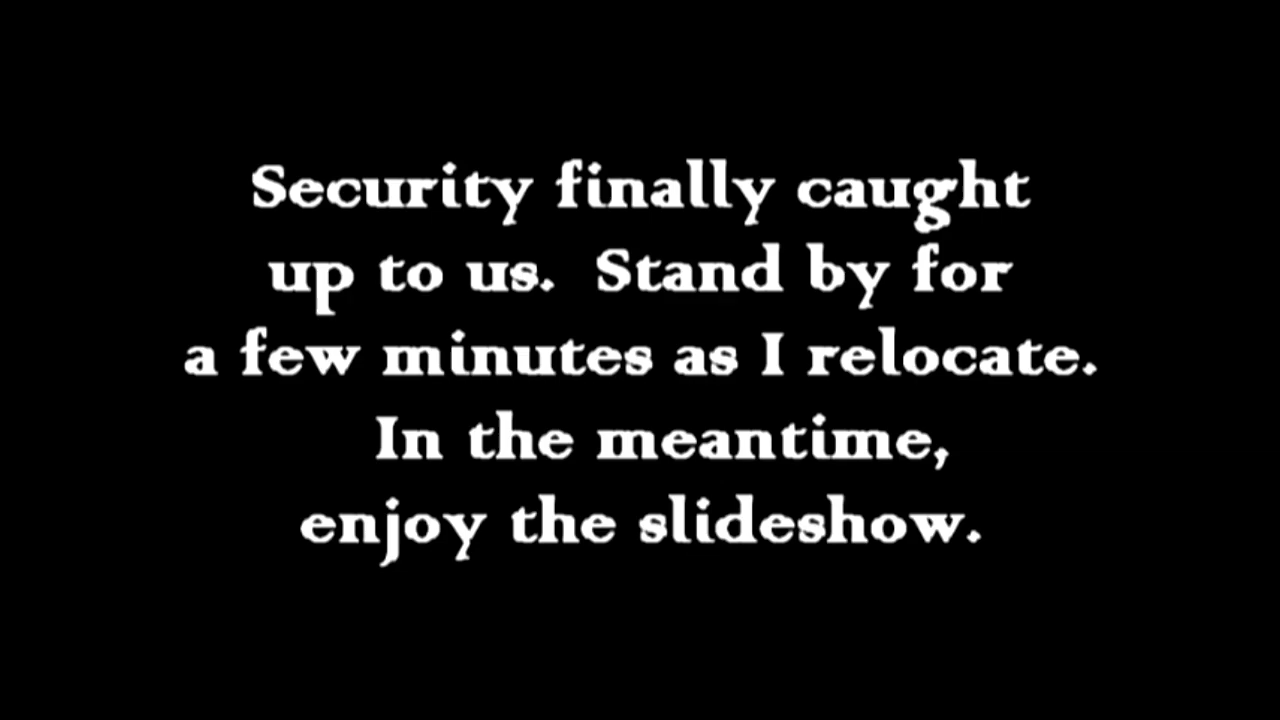 Security finally caught
up to us.  Stand by for
a few minutes as I relocate.
In the meantime,
enjoy the slideshow.